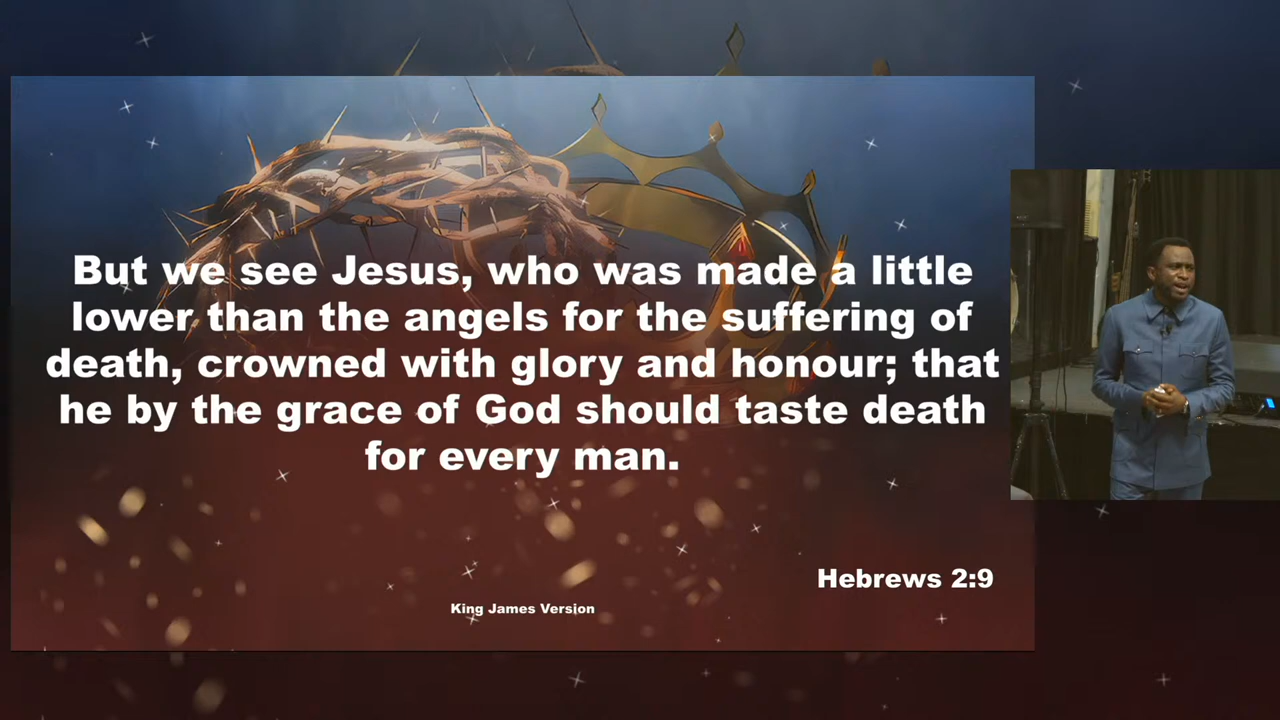 But we see Jesus, who was made a little
lower than the angels for the suffering of
death, crowned with glory and honour; that
he by the grace of God should taste death
for every man.
Hebrews 2:9
King James Version